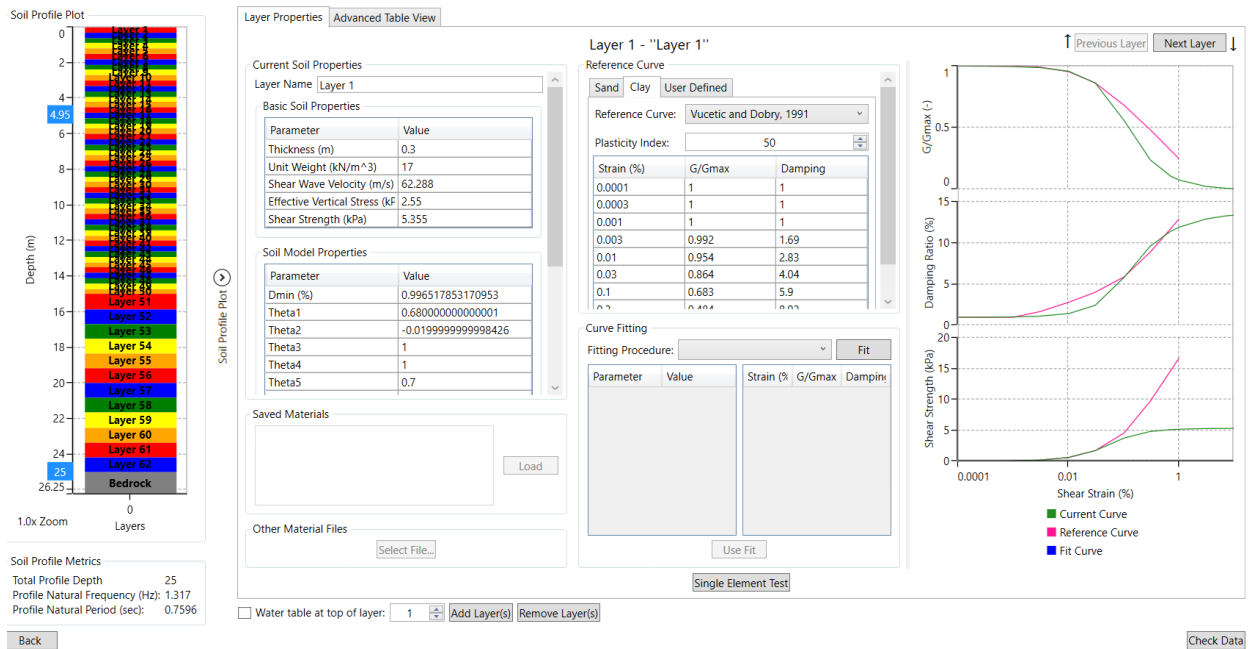 Soil Profile Plot
0
2
4
4.95
6
8
10
12
14
16
18
20
22
24
25
26.25
Depth (m)
Layer 1
Layer 51
Layer 52
Layer 53
Layer 54
Layer 55
Layer 56
Layer 57
Layer 58
Layer 59
Layer 60
Layer 61
Layer 62
Bedrock
0
1.0x Zoom
Layers
Soil Profile Metrics
Total Profile Depth 25
Profile Natural Frequency (Hz): 1.317
Profile Natural Period (sec): 0.7596
Back
Soil Profile Plot
Layer Properties Advanced Table View
Layer 1 - "Layer 1"
Previous Layer Next Layer
Current Soil Properties
Layer Name Layer 1
Basic Soil Properties
Parameter Value
Thickness (m) 0.3
Unit Weight (kN/m^3) 17
Shear Wave Velocity (m/s) 62.288
Effective Vertical Stress (kP 2.55
Shear Strength (kPa) 5.355
Soil Model Properties
Parameter Value
Dmin (%) 0.996517853170953
Theta1 0.680000000000001
Theta2 -0.0199999999998426
Theta3 1
Theta4 1
Theta5 0.7
Saved Materials
Load
Other Material Files
Select File...
Reference Curve
Sand Clay User Defined
Reference Curve: Vucetic and Dobry, 1991
Plasticity Index: 50
Strain (%) G/Gmax Damping
0.0001 1 1
0.0003 1 1
0.001 1 1
0.003 0.992 1.69
0.01 0.954 2.83
0.03 0.864 4.04
0.1 0.683 5.9
Curve Fitting
Fitting Procedure: Fit
Parameter Value
Strain (% G/Gmax Damping
Use Fit
Single Element Test
G/Gmax (-)
1
0.5
0
Damping Ratio (%)
15
10
5
0
Shear Strength (kPa)
20
15
10
5
0
0.0001 0.01 1
Shear Strain (%)
Current Curve
Reference Curve
Fit Curve
Water table at top of layer: 1 Add Layer(s) Remove Layer(s)
Check Data